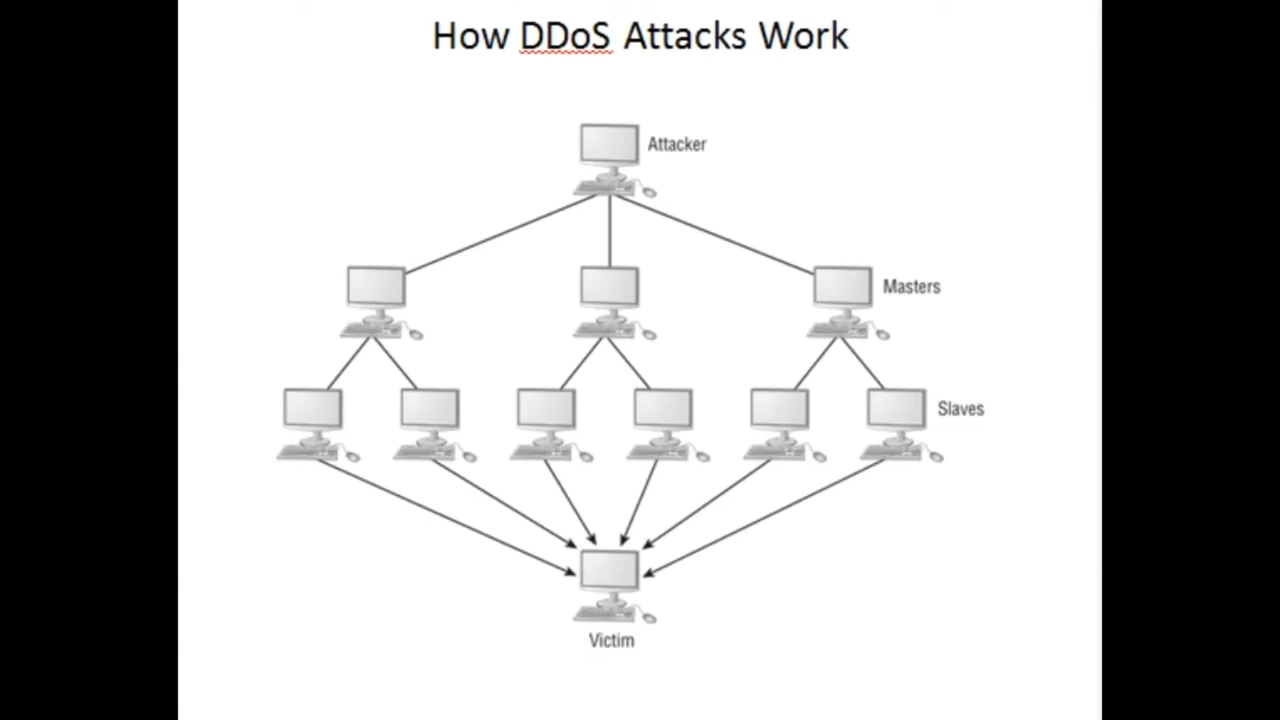 How DDoS Attacks Work
Attacker
Masters
Slaves
Victim